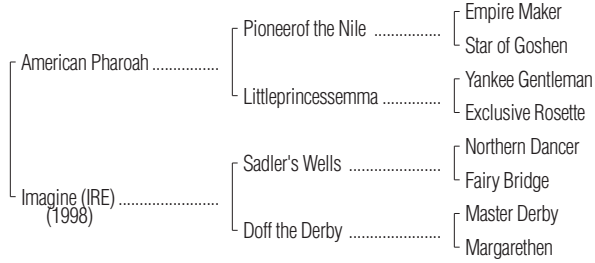 Empire Maker
Pioneerof the Nile ................
Star of Goshen
American Pharoah ................
Yankee Gentleman
Littleprincessemma ..............
Exclusive Rosette
Northern Dancer
Sadler's Wells ......................
Fairy Bridge
Imagine (IRE) ........................
(1998)
Master Derby
Doff the Derby ......................
Margarethen